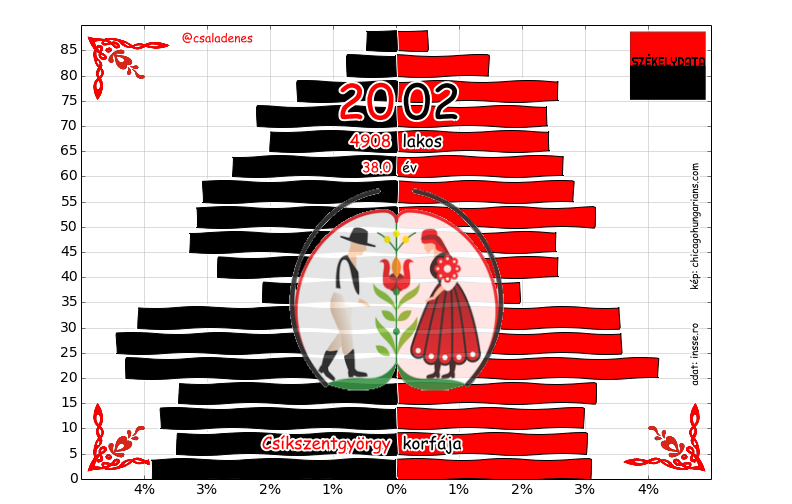 @csaladenes
SZÉKELYDATA
2002
4908 lakos
38.0 év
kép: chicagohungarians.com
adat: insse.ro
Csíkszentgyörgy korfája
85
80
75
70
65
60
55
50
45
40
35
30
25
20
15
10
5
0
4% 3% 2% 1% 0% 1% 2% 3% 4%